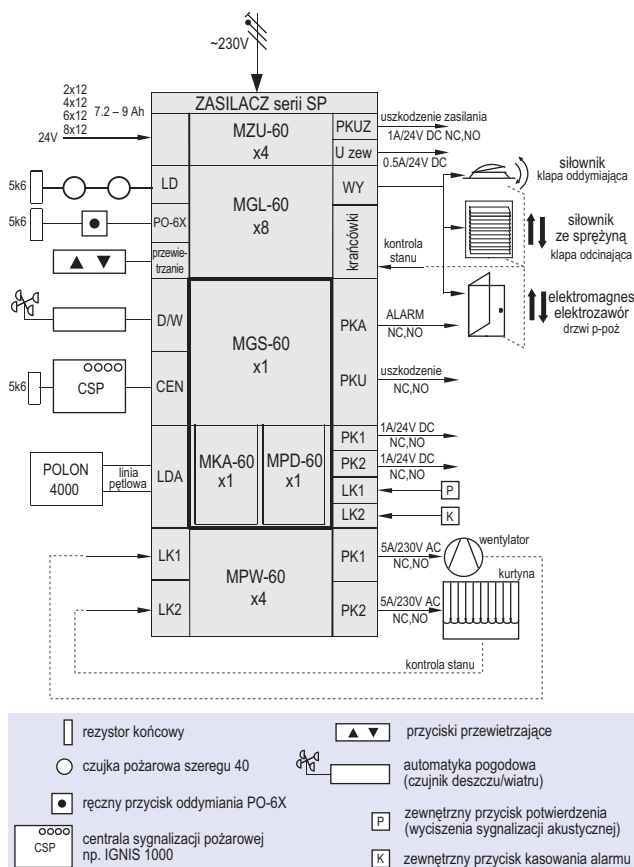 ~230V
ZASILACZ serii SP
2x12
4x12
6x12
8x12
7.2 – 9 Ah
24V
MZU-60
x4
PKUZ
uszkodzenie zasilania
1A/24V DC NC,NO
U zew
0.5A/24V DC
5k6
LD
MGL-60
x8
WY
siłownik
klapa oddymiająca
5k6
PO-6X
krańcówki
siłownik
ze sprężyną
klapa odcinająca
przewie-
trzanie
kontrola
stanu
D/W
MGS-60
x1
PKA
ALARM
NC,NO
elektromagnes
elektrozawór
drzwi p-poż
5k6
CSP
CEN
PKU
uszkodzenie
NC,NO
POLON
4000
linia
pętlowa
LDA
MKA-60
x1
MPD-60
x1
PK1
1A/24V DC
NC,NO
PK2
1A/24V DC
NC,NO
LK1
P
LK2
K
LK1
MPW-60
x4
PK1
5A/230V AC
NC,NO
wentylator
LK2
PK2
5A/230V AC
NC,NO
kurtyna
kontrola stanu
rezystor końcowy
przyciski przewietrzające
czujka pożarowa szeregu 40
automatyka pogodowa
(czujnik deszczu/wiatru)
ręczny przycisk oddymiania PO-6X
P
zewnętrzny przycisk potwierdzenia
(wyciszenia sygnalizacji akustycznej)
CSP
centrala sygnalizacji pożarowej
np. IGNIS 1000
K
zewnętrzny przycisk kasowania alarmu